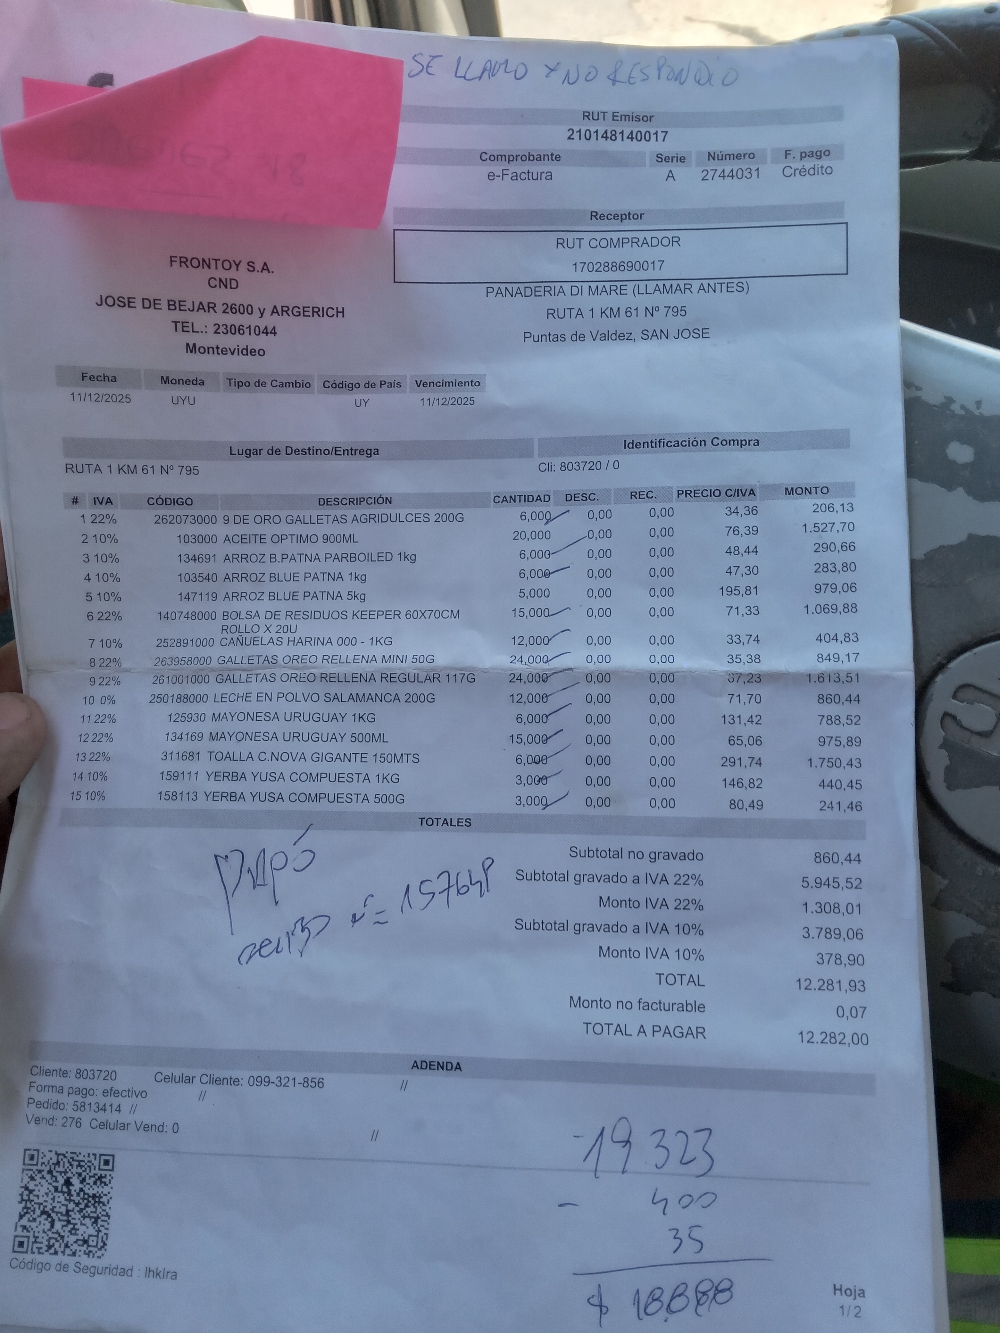 SE LLAMO Y NO RESPONDIO
RUT Emisor
210148140017
Comprobante Serie Número F. pago
e-Factura A 2744031 Crédito
Receptor
RUT COMPRADOR
170288690017
PANADERIA DI MARE (LLAMAR ANTES)
RUTA 1 KM 61 Nº 795
Puntas de Valdez, SAN JOSE
FRONTOY S.A.
CND
JOSE DE BEJAR 2600 y ARGERICH
TEL.: 23061044
Montevideo
Fecha Moneda Tipo de Cambio Código de País Vencimiento
11/12/2025 UYU UY 11/12/2025
Lugar de Destino/Entrega Identificación Compra
RUTA 1 KM 61 Nº 795 Cli: 803720 / 0
# IVA CÓDIGO DESCRIPCIÓN CANTIDAD DESC. REC. PRECIO C/IVA MONTO
1 22% 262073000 9 DE ORO GALLETAS AGRIDULCES 200G 6,000 0,00 0,00 34,36 206,13
2 10% 103000 ACEITE OPTIMO 900ML 20,000 0,00 0,00 76,39 1.527,70
3 10% 134691 ARROZ B.PATNA PARBOILED 1kg 6,000 0,00 0,00 48,44 290,66
4 10% 103540 ARROZ BLUE PATNA 1kg 6,000 0,00 0,00 47,30 283,80
5 10% 147119 ARROZ BLUE PATNA 5kg 5,000 0,00 0,00 195,81 979,06
6 22% 140748000 BOLSA DE RESIDUOS KEEPER 60X70CM 15,000 0,00 0,00 71,33 1.069,88
ROLLO X 20U
7 10% 252891000 CAÑUELAS HARINA 000 - 1KG 12,000 0,00 0,00 33,74 404,83
8 22% 263958000 GALLETAS OREO RELLENA MINI 50G 24,000 0,00 0,00 35,38 849,17
9 22% 261001000 GALLETAS OREO RELLENA REGULAR 117G 24,000 0,00 0,00 67,23 1.613,51
10 0% 250188000 LECHE EN POLVO SALAMANCA 200G 12,000 0,00 0,00 71,70 860,44
11 22% 125930 MAYONESA URUGUAY 1KG 6,000 0,00 0,00 131,42 788,52
12 22% 134169 MAYONESA URUGUAY 500ML 15,000 0,00 0,00 65,06 975,89
13 22% 311681 TOALLA C.NOVA GIGANTE 150MTS 6,000 0,00 0,00 291,74 1.750,43
14 10% 159111 YERBA YUSA COMPUESTA 1KG 3,000 0,00 0,00 146,82 440,45
15 10% 158113 YERBA YUSA COMPUESTA 500G 3,000 0,00 0,00 80,49 241,46
TOTALES
Subtotal no gravado 860,44
Subtotal gravado a IVA 22% 5.945,52
Monto IVA 22% 1.308,01
Subtotal gravado a IVA 10% 3.789,06
Monto IVA 10% 378,90
TOTAL 12.281,93
Monto no facturable 0,07
TOTAL A PAGAR 12.282,00
ADENDA
Cliente: 803720 Celular Cliente: 099-321-856 //
Forma pago: efectivo //
Pedido: 5813414 //
Vend: 276 Celular Vend: 0 //
-19323
- 400
35
$ 18.888
Código de Seguridad : Ihkira
Hoja
1/2